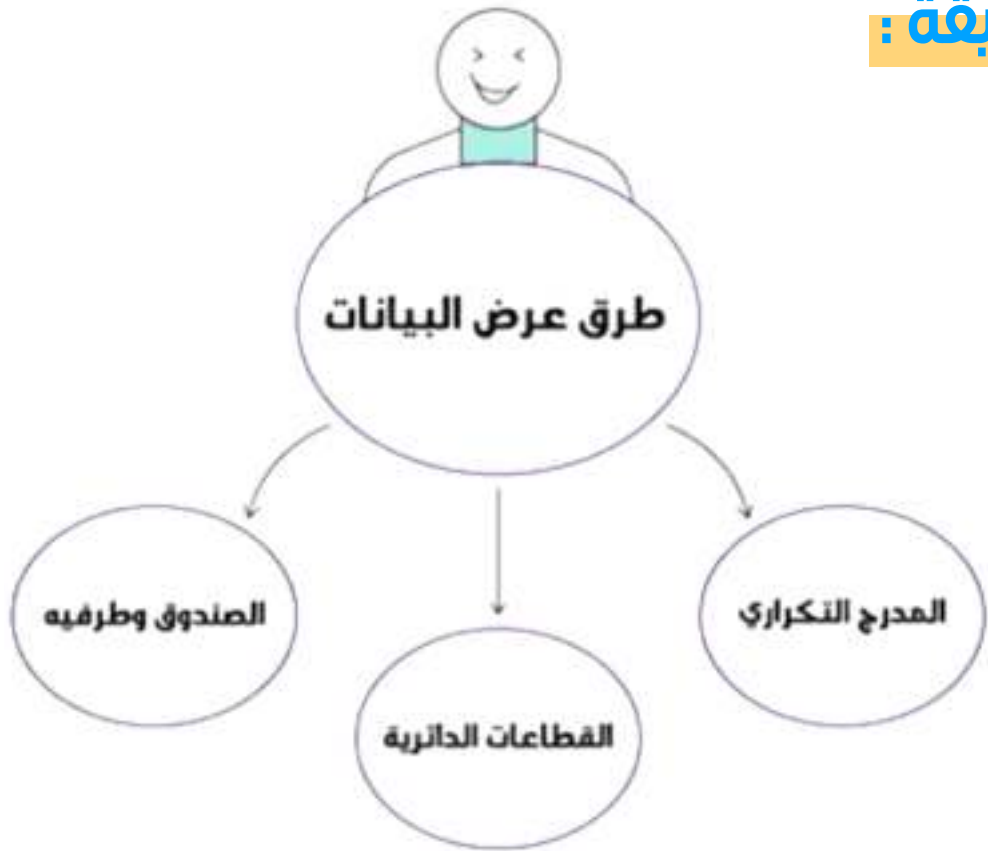 طرق عرض البيانات
المدرج التكراري
القطاعات الدائرية
الصندوق وطرفيه